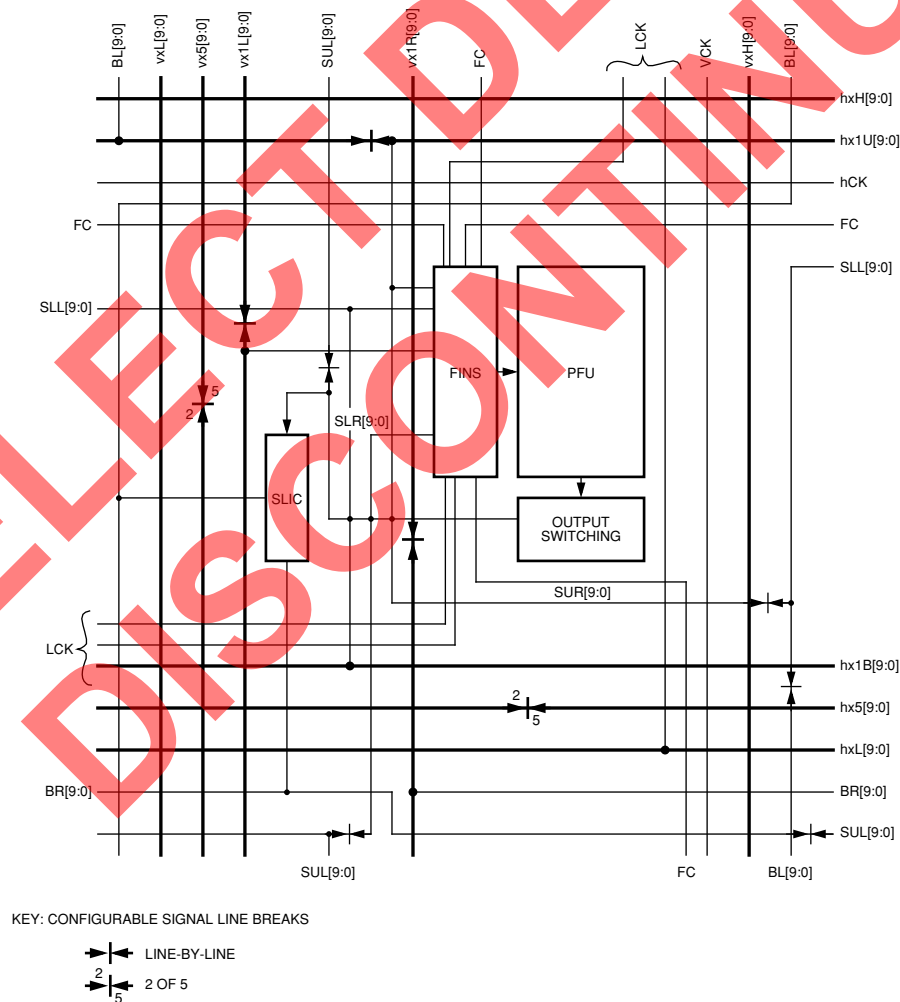 BL[9:0]
vxL[9:0]
vx5[9:0]
vx1L[9:0]
SUL[9:0]
vx1R[9:0]
FC
LCK
VCK
vxH[9:0]
BL[9:0]
hxH[9:0]
hx1U[9:0]
hCK
FC
FC
SLL[9:0]
SLL[9:0]
FINS
PFU
5
2
SLR[9:0]
SLIC
OUTPUT
SWITCHING
SUR[9:0]
LCK
hx1B[9:0]
2
5
hx5[9:0]
hxL[9:0]
BR[9:0]
BR[9:0]
SUL[9:0]
SUL[9:0]
FC
BL[9:0]
KEY: CONFIGURABLE SIGNAL LINE BREAKS
LINE-BY-LINE
2
5
2 OF 5
DISCONTINU